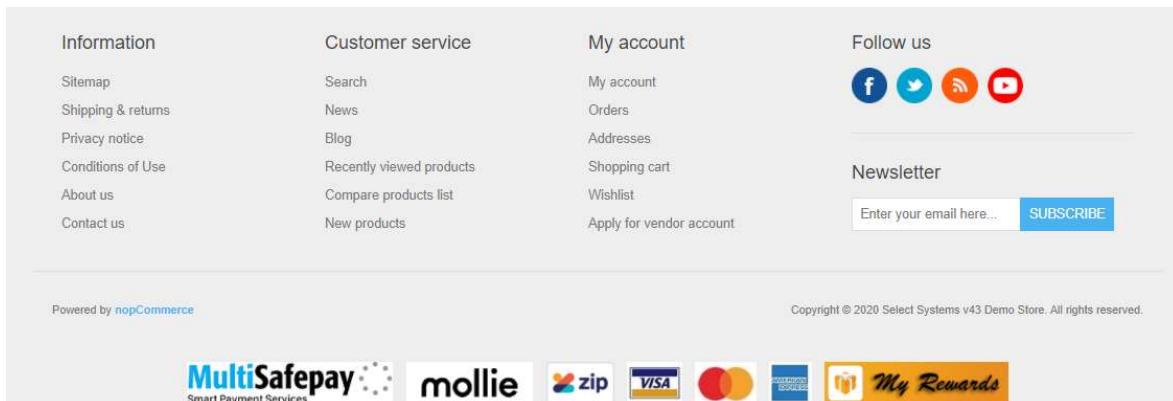 Information
Sitemap
Shipping & returns
Privacy notice
Conditions of Use
About us
Contact us
Customer service
Search
News
Blog
Recently viewed products
Compare products list
New products
My account
My account
Orders
Addresses
Shopping cart
Wishlist
Apply for vendor account
Follow us
f
Newsletter
Enter your email here...
SUBSCRIBE
Powered by nopCommerce
Copyright © 2020 Select Systems v43 Demo Store. All rights reserved.
MultiSafepay
Smart Payment Services
mollie
zip
VISA
AMERICAN
EXPRESS
My Rewards